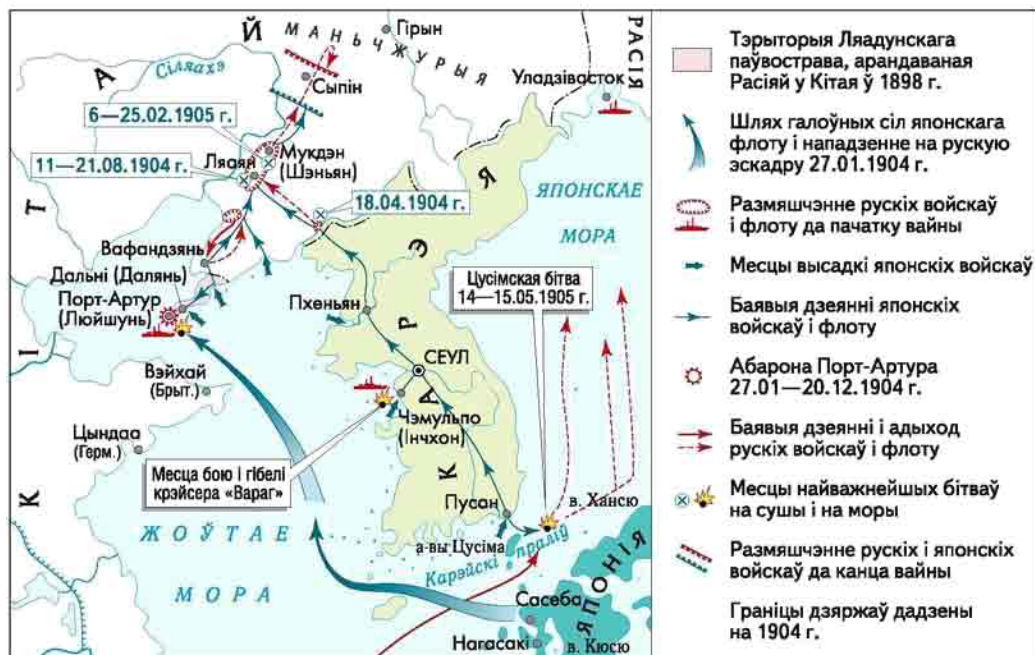 К І Т А Й
МАНЬЧЖУРЫЯ
Гірын
РАСІЯ
Сіляахэ
Сыпін
Уладзівасток
6—25.02.1905 г.
Мукдэн
(Шэньян)
Ляаян
11—21.08.1904 г.
18.04.1904 г.
ЯПОНСКАЕ
МОРА
К А Р Э Я
Вафандзянь
Дальні (Далянь)
Порт-Артур
(Люйшунь)
Цусімская бітва
14—15.05.1905 г.
Пхеньян
СЕУЛ
Вэйхай
(Брыт.)
Чэмульпо
(Інчхон)
Цындаа
(Герм.)
Месца бою і гібелі
крэйсера «Вараг»
Пусан
в. Хансю
ЖОЎТАЕ
МОРА
а-вы Цусіма
Карэйскі праліў
ЯПОНІЯ
Сасеба
Нагасакі
в. Кюсю
Тэрыторыя Ляадунскага
паўвострава, арандаваная
Расіяй у Кітая ў 1898 г.
Шлях галоўных сіл японскага
флоту і нападзенне на рускую
эскадру 27.01.1904 г.
Размяшчэнне рускіх войскаў
і флоту да пачатку вайны
Месцы высадкі японскіх войскаў
Баявыя дзеянні японскіх
войскаў і флоту
Абарона Порт-Артура
27.01—20.12.1904 г.
Баявыя дзеянні і адыход
рускіх войскаў і флоту
Месцы найважнейшых бітваў
на сушы і на моры
Размяшчэнне рускіх і японскіх
войскаў да канца вайны
Граніцы дзяржаў дадзены
на 1904 г.